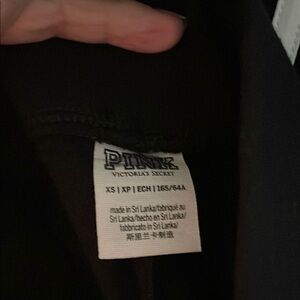 PINK
VICTORIA'S SECRET
XS | XP | ECH | 165/64A
made in Sri Lanka/fabriqué au
Sri Lanka/hecho en Sri Lanka/
fabbricato in Sri Lanka/
斯里兰卡制造